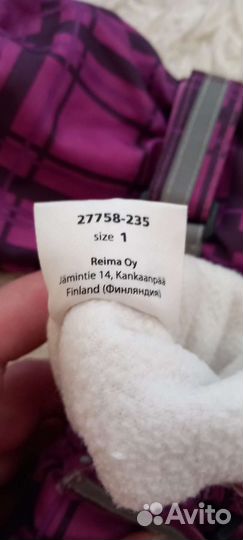 27758-235
size 1
Reima Oy
Jämintie 14, Kankaanpää
Finland (Финляндия)
Avito